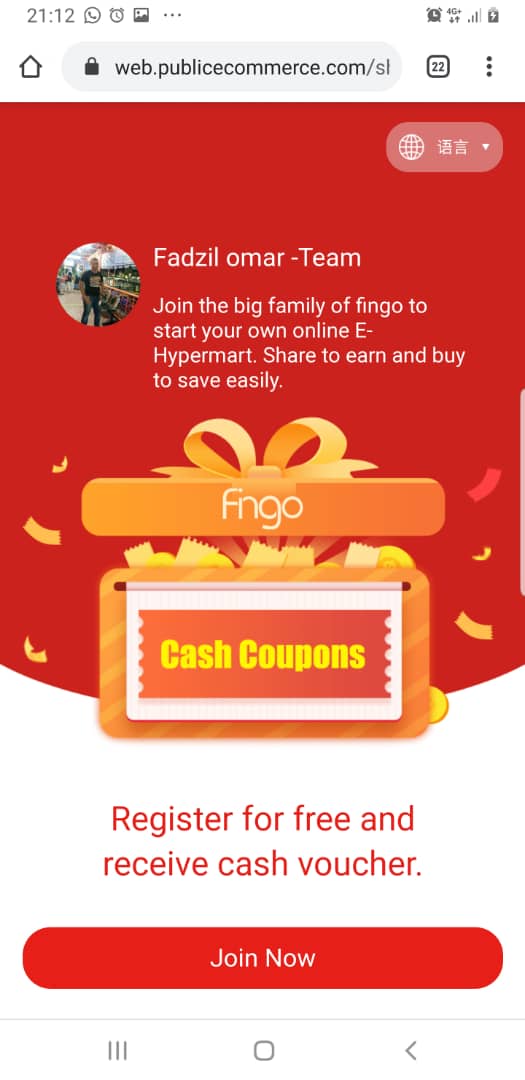 21:12
4G+
web.publicecommerce.com/sl
22
语言
Fadzil omar -Team
Join the big family of fingo to
start your own online E-
Hypermart. Share to earn and buy
to save easily.
fingo
Cash Coupons
Register for free and
receive cash voucher.
Join Now